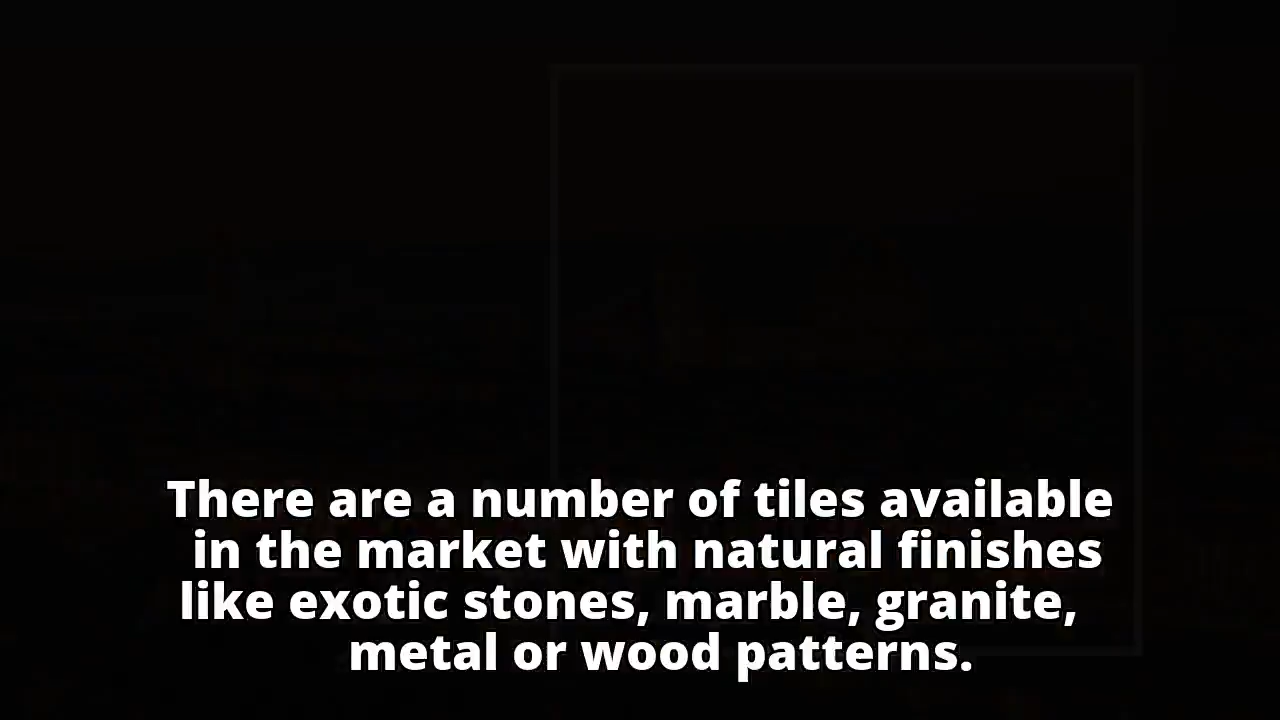 There are a number of tiles available
in the market with natural finishes
like exotic stones, marble, granite,
metal or wood patterns.